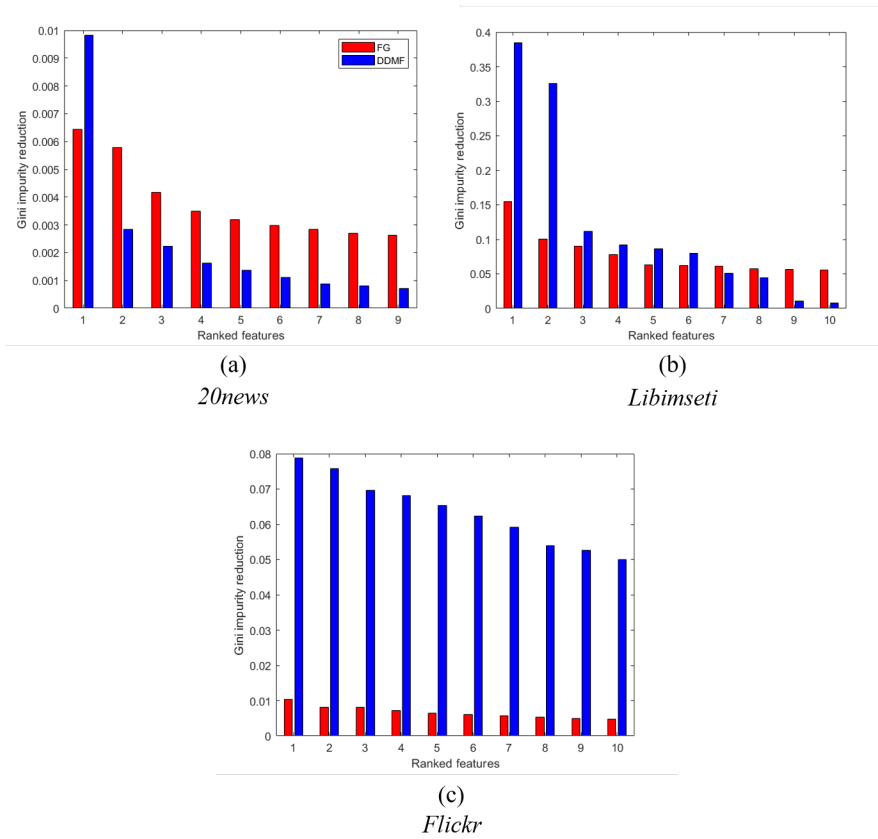 0.01
0.009
0.008
0.007
0.006
0.005
0.004
0.003
0.002
0.001
0
Gini impurity reduction
FG
DDMF
1 2 3 4 5 6 7 8 9
Ranked features
(a)
20news
0.4
0.35
0.3
0.25
0.2
0.15
0.1
0.05
0
Gini impurity reduction
1 2 3 4 5 6 7 8 9 10
Ranked features
(b)
Libimseti
0.08
0.07
0.06
0.05
0.04
0.03
0.02
0.01
0
Gini impurity reduction
1 2 3 4 5 6 7 8 9 10
Ranked features
(c)
Flickr